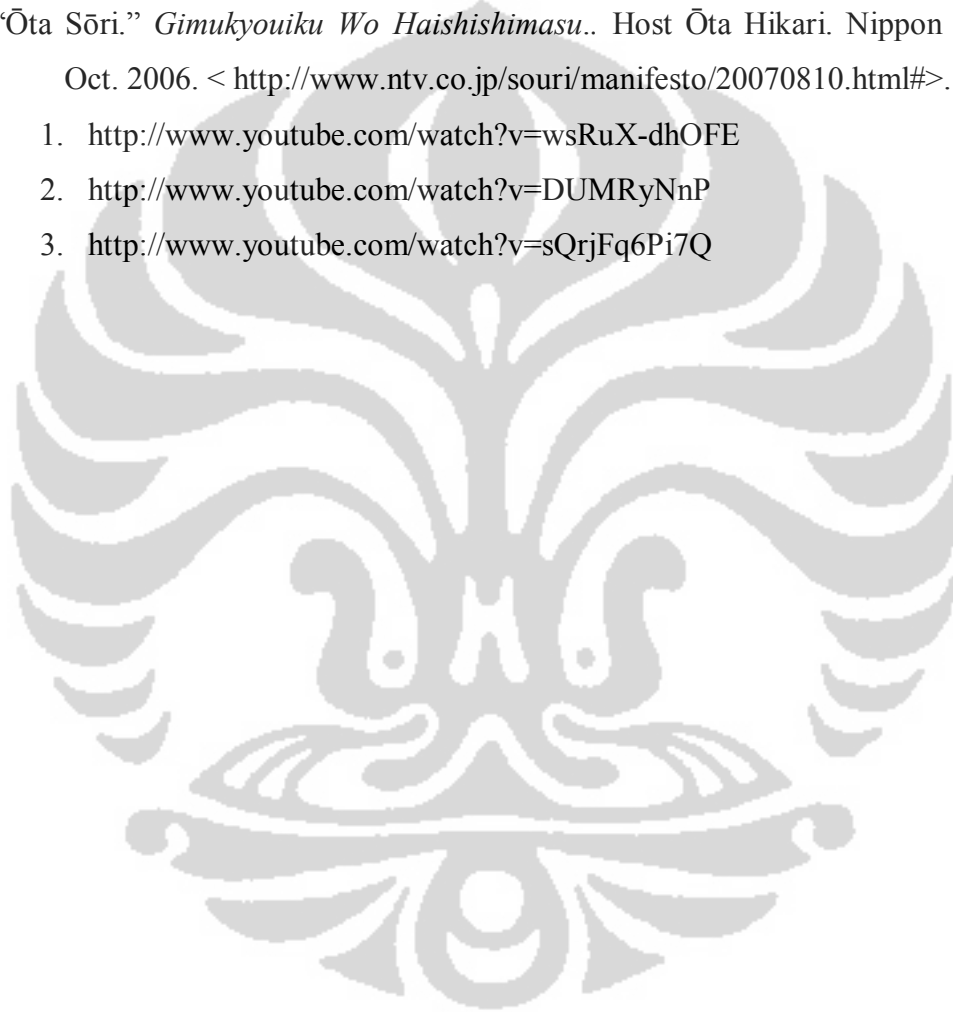 “Ōta Sōri.” Gimukyouiku Wo Haishishimasu.. Host Ōta Hikari. Nippon
Oct. 2006. < http://www.ntv.co.jp/souri/manifesto/20070810.html#>.
1. http://www.youtube.com/watch?v=wsRuX-dhOFE
2. http://www.youtube.com/watch?v=DUMRyNnP
3. http://www.youtube.com/watch?v=sQrjFq6Pi7Q